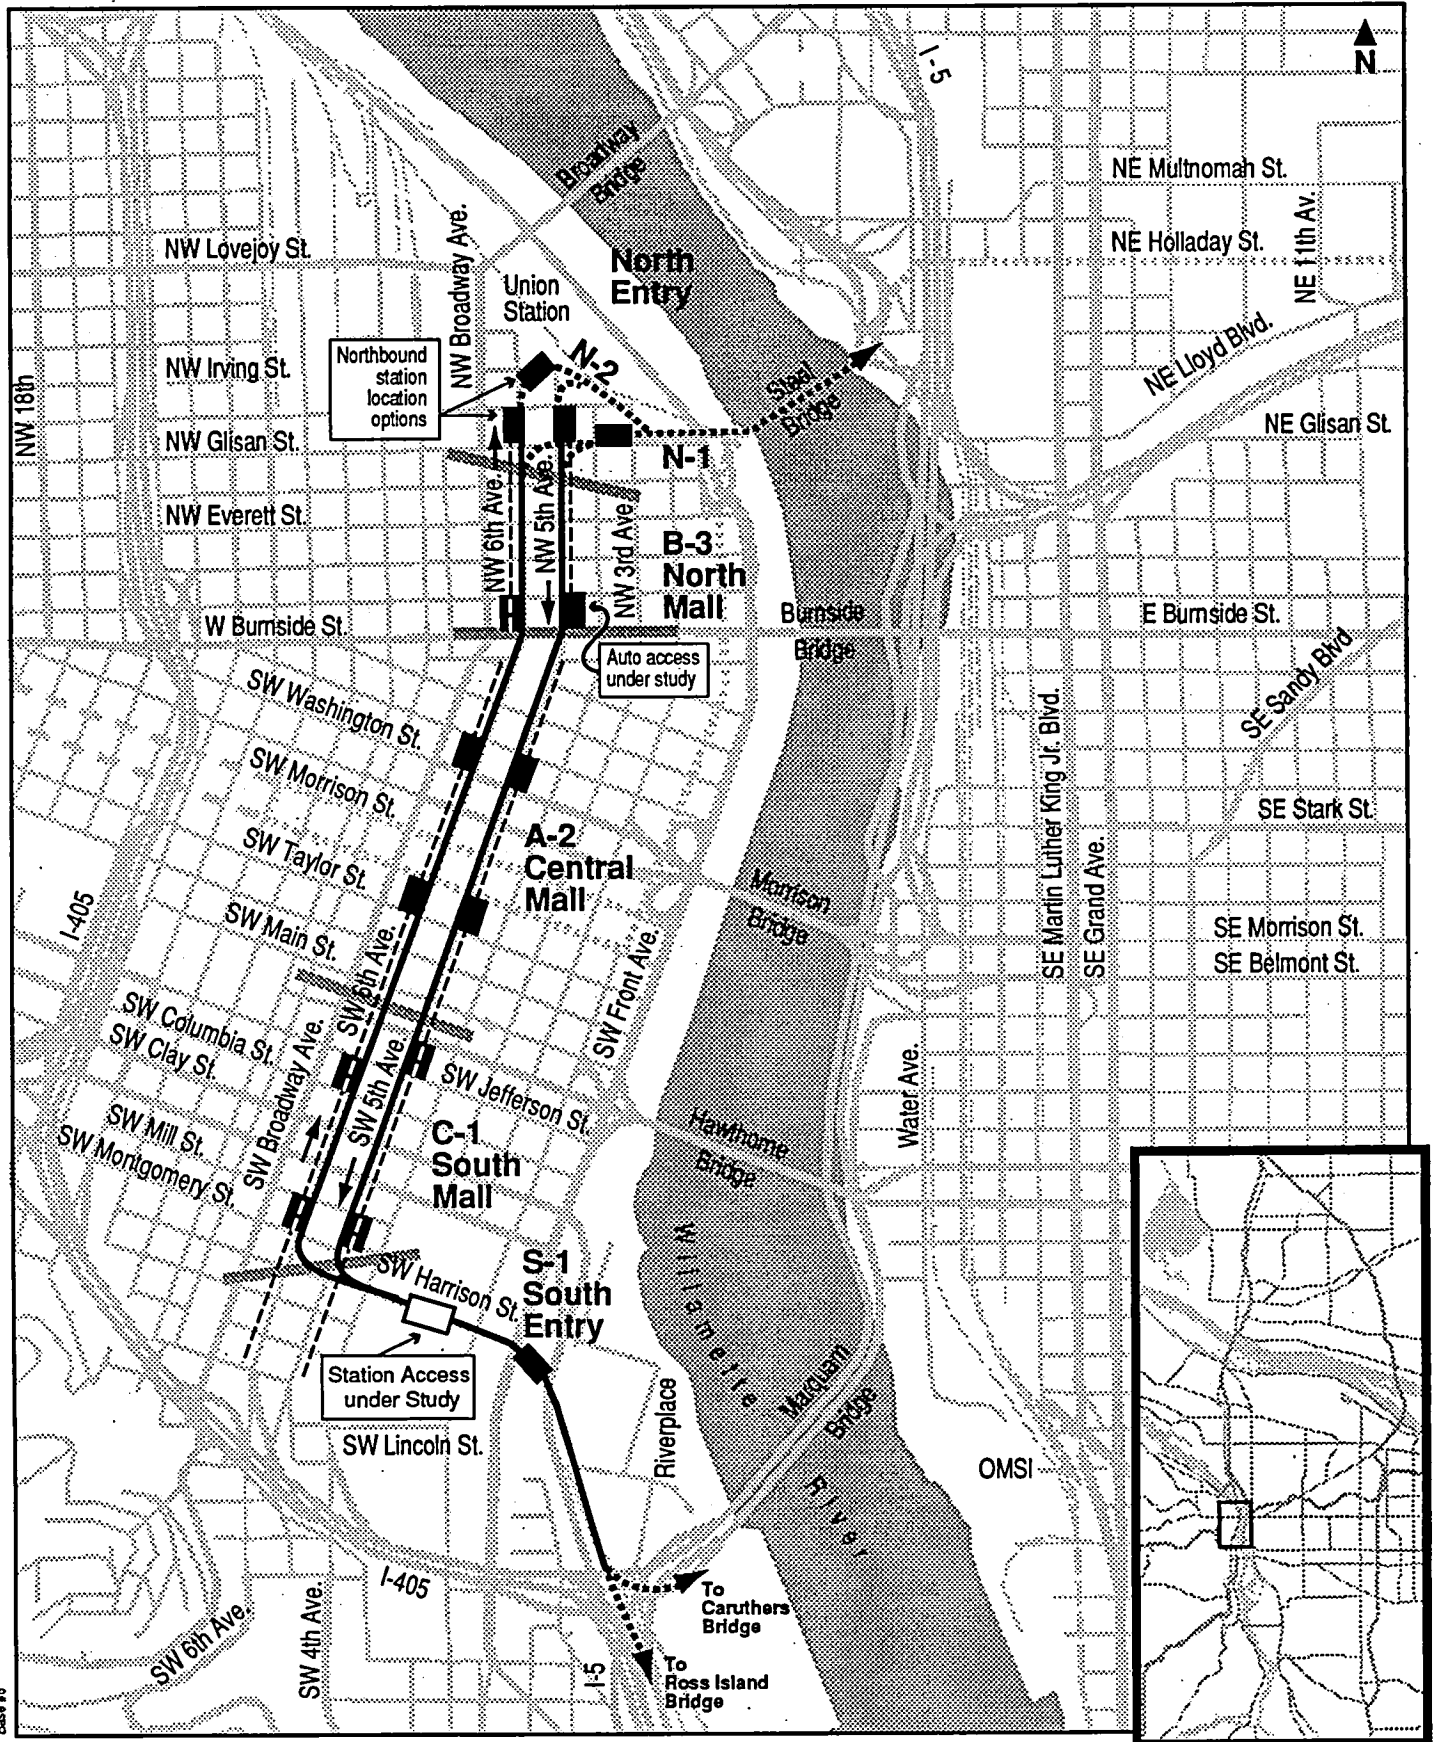 N
I-5
Broadway
Bridge
NE Multnomah St.
NE Holladay St.
NE 11th Av.
NW Lovejoy St.
NW Broadway Ave.
North
Entry
Union
Station
NE Lloyd Blvd.
Northbound
station
location
options
N-2
Steel
Bridge
NW Irving St.
NW 18th
NW Glisan St.
NE Glisan St.
N-1
NW Everett St.
NW 6th Ave.
NW 5th Ave.
NW 3rd Ave.
B-3
North
Mall
W Burnside St.
Burnside
Bridge
E Burnside St.
Auto access
under study
SE Sandy Blvd
SW Washington St.
SW Morrison St.
SE Martin Luther King Jr. Blvd.
SE Grand Ave.
SE Stark St.
SW Taylor St.
A-2
Central
Mall
Morrison
Bridge
SW Main St.
I-405
SE Morrison St.
SE Belmont St.
SW 6th Ave.
SW Front Ave.
SW Columbia St.
SW Clay St.
SW Broadway Ave.
SW 5th Ave.
SW Jefferson St.
Water Ave.
SW Mill St.
SW Montgomery St.
C-1
South
Mall
Hawthorne
Bridge
Willamette
River
SW Harrison St.
S-1
South
Entry
Station Access
under Study
Marquam
Bridge
Riverplace
SW Lincoln St.
OMSI
I-405
SW 6th Ave.
SW 4th Ave.
I-5
To
Caruthers
Bridge
To
Ross Island
Bridge